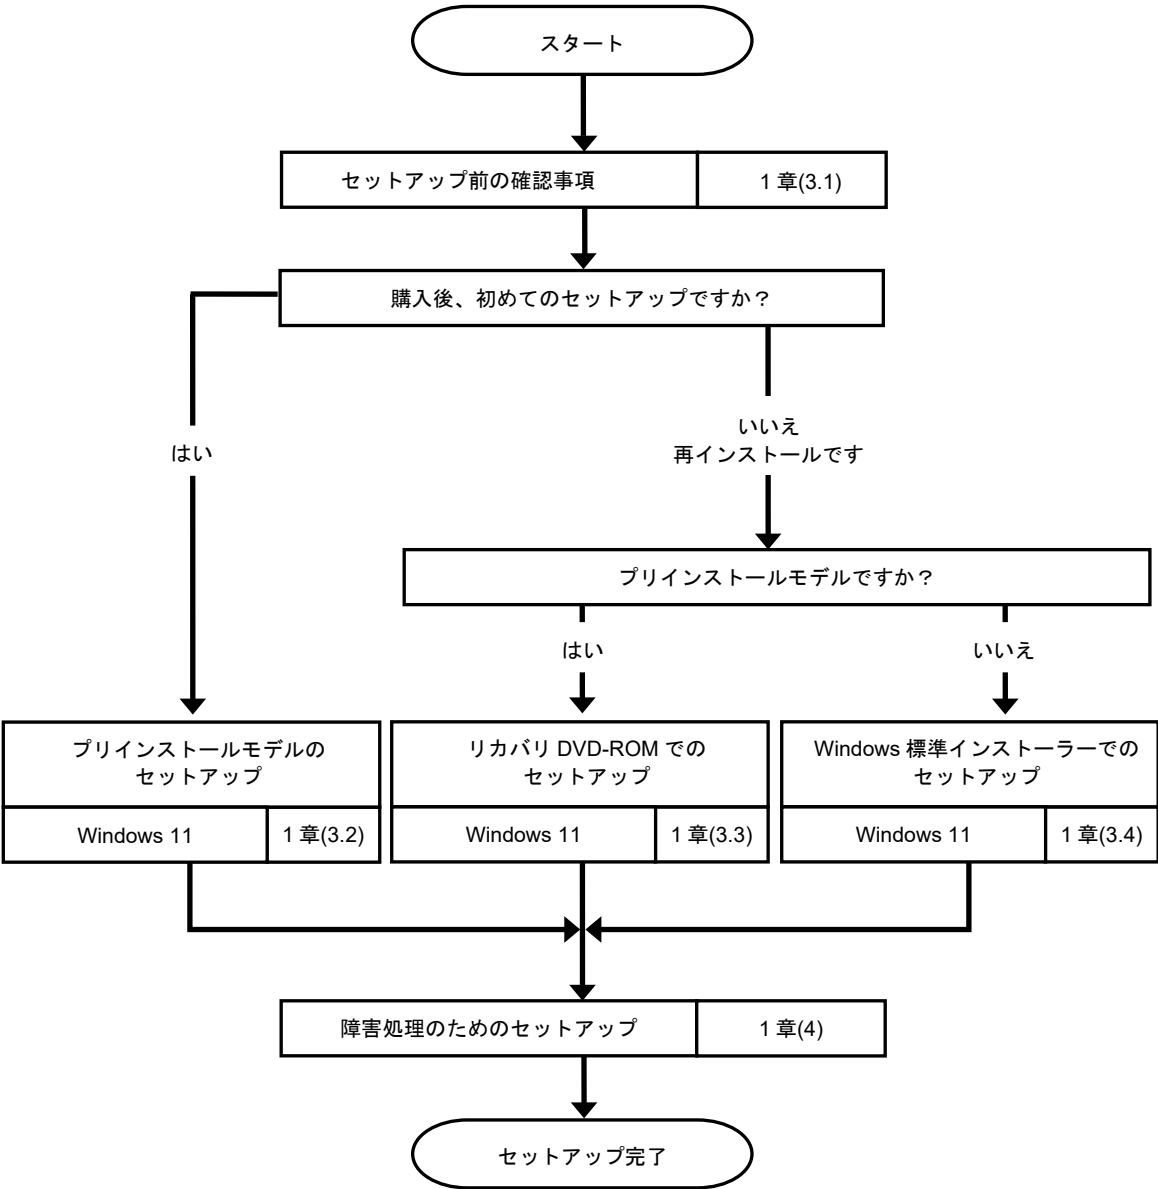 スタート
セットアップ前の確認事項
1 章(3.1)
購入後、初めてのセットアップですか？
はい
いいえ
再インストールです
プリインストールモデルですか？
はい
いいえ
プリインストールモデルの
セットアップ
Windows 11
1 章(3.2)
リカバリ DVD-ROM での
セットアップ
Windows 11
1 章(3.3)
Windows 標準インストーラーでの
セットアップ
Windows 11
1 章(3.4)
障害処理のためのセットアップ
1 章(4)
セットアップ完了